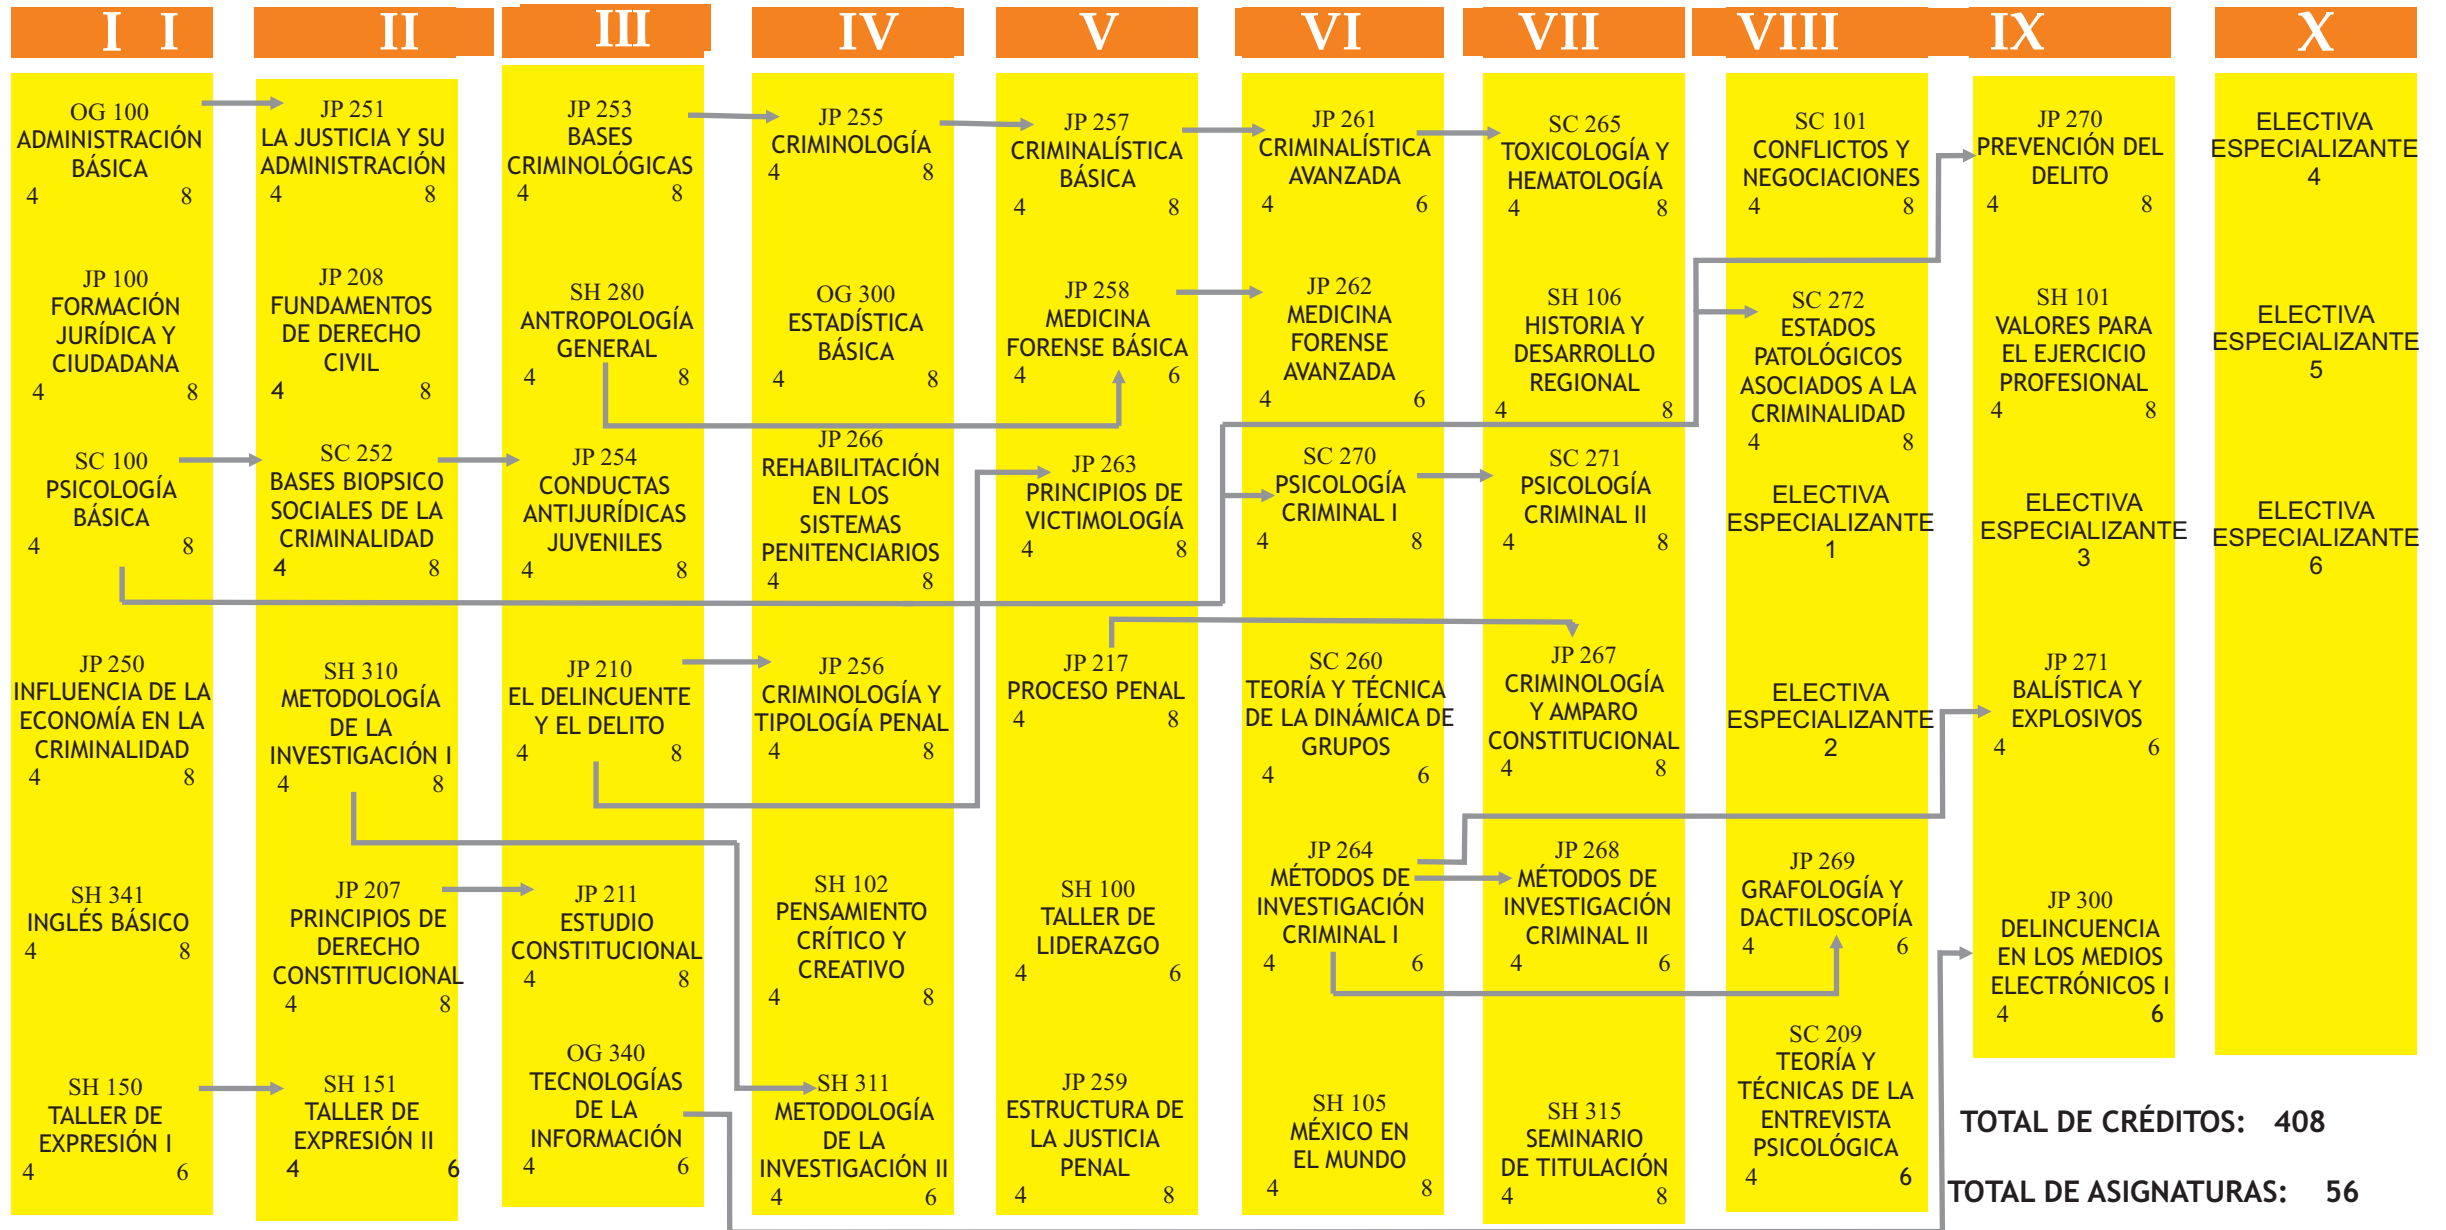 I I
II
III
IV
V
VI
VII
VIII
IX
X
OG 100
ADMINISTRACIÓN
BÁSICA
4 8
JP 100
FORMACIÓN
JURÍDICA Y
CIUDADANA
4 8
SC 100
PSICOLOGÍA
BÁSICA
4 8
JP 250
INFLUENCIA DE LA
ECONOMÍA EN LA
CRIMINALIDAD
4 8
SH 341
INGLÉS BÁSICO
4 8
SH 150
TALLER DE
EXPRESIÓN I
4 6
JP 251
LA JUSTICIA Y SU
ADMINISTRACIÓN
4 8
JP 208
FUNDAMENTOS
DE DERECHO
CIVIL
4 8
SC 252
BASES BIOPSICO
SOCIALES DE LA
CRIMINALIDAD
4 8
SH 310
METODOLOGÍA
DE LA
INVESTIGACIÓN I
4 8
JP 207
PRINCIPIOS DE
DERECHO
CONSTITUCIONAL
4 8
SH 151
TALLER DE
EXPRESIÓN II
4 6
JP 253
BASES
CRIMINOLÓGICAS
4 8
SH 280
ANTROPOLOGÍA
GENERAL
4 8
JP 254
CONDUCTAS
ANTIJURÍDICAS
JUVENILES
4 8
JP 210
EL DELINCUENTE
Y EL DELITO
4 8
JP 211
ESTUDIO
CONSTITUCIONAL
4 8
OG 340
TECNOLOGÍAS
DE LA
INFORMACIÓN
4 6
JP 255
CRIMINOLOGÍA
4 8
OG 300
ESTADÍSTICA
BÁSICA
4 8
JP 266
REHABILITACIÓN
EN LOS
SISTEMAS
PENITENCIARIOS
4 8
JP 256
CRIMINOLOGÍA Y
TIPOLOGÍA PENAL
4 8
SH 102
PENSAMIENTO
CRÍTICO Y
CREATIVO
4 8
SH 311
METODOLOGÍA
DE LA
INVESTIGACIÓN II
4 6
JP 257
CRIMINALÍSTICA
BÁSICA
4 8
JP 258
MEDICINA
FORENSE BÁSICA
4 6
JP 263
PRINCIPIOS DE
VICTIMOLOGÍA
4 8
JP 217
PROCESO PENAL
4 8
SH 100
TALLER DE
LIDERAZGO
4 6
JP 259
ESTRUCTURA DE
LA JUSTICIA
PENAL
4 8
JP 261
CRIMINALÍSTICA
AVANZADA
4 6
JP 262
MEDICINA
FORENSE
AVANZADA
4 6
SC 270
PSICOLOGÍA
CRIMINAL I
4 8
SC 260
TEORÍA Y TÉCNICA
DE LA DINÁMICA DE
GRUPOS
4 6
JP 264
MÉTODOS DE
INVESTIGACIÓN
CRIMINAL I
4 6
SH 105
MÉXICO EN
EL MUNDO
4 8
SC 265
TOXICOLOGÍA Y
HEMATOLOGÍA
4 8
SH 106
HISTORIA Y
DESARROLLO
REGIONAL
4 8
SC 271
PSICOLOGÍA
CRIMINAL II
4 8
JP 267
CRIMINOLOGÍA
Y AMPARO
CONSTITUCIONAL
4 8
JP 268
MÉTODOS DE
INVESTIGACIÓN
CRIMINAL II
4 6
SH 315
SEMINARIO
DE TITULACIÓN
4 8
SC 101
CONFLICTOS Y
NEGOCIACIONES
4 8
SC 272
ESTADOS
PATOLÓGICOS
ASOCIADOS A LA
CRIMINALIDAD
4 8
ELECTIVA
ESPECIALIZANTE
1
ELECTIVA
ESPECIALIZANTE
2
JP 269
GRAFOLOGÍA Y
DACTILOSCOPÍA
4 6
SC 209
TEORÍA Y
TÉCNICAS DE LA
ENTREVISTA
PSICOLÓGICA
4 6
JP 270
PREVENCIÓN DEL
DELITO
4 8
SH 101
VALORES PARA
EL EJERCICIO
PROFESIONAL
4 8
ELECTIVA
ESPECIALIZANTE
3
JP 271
BALÍSTICA Y
EXPLOSIVOS
4 6
JP 300
DELINCUENCIA
EN LOS MEDIOS
ELECTRÓNICOS I
4 6
ELECTIVA
ESPECIALIZANTE
4
ELECTIVA
ESPECIALIZANTE
5
ELECTIVA
ESPECIALIZANTE
6
TOTAL DE CRÉDITOS: 408
TOTAL DE ASIGNATURAS: 56